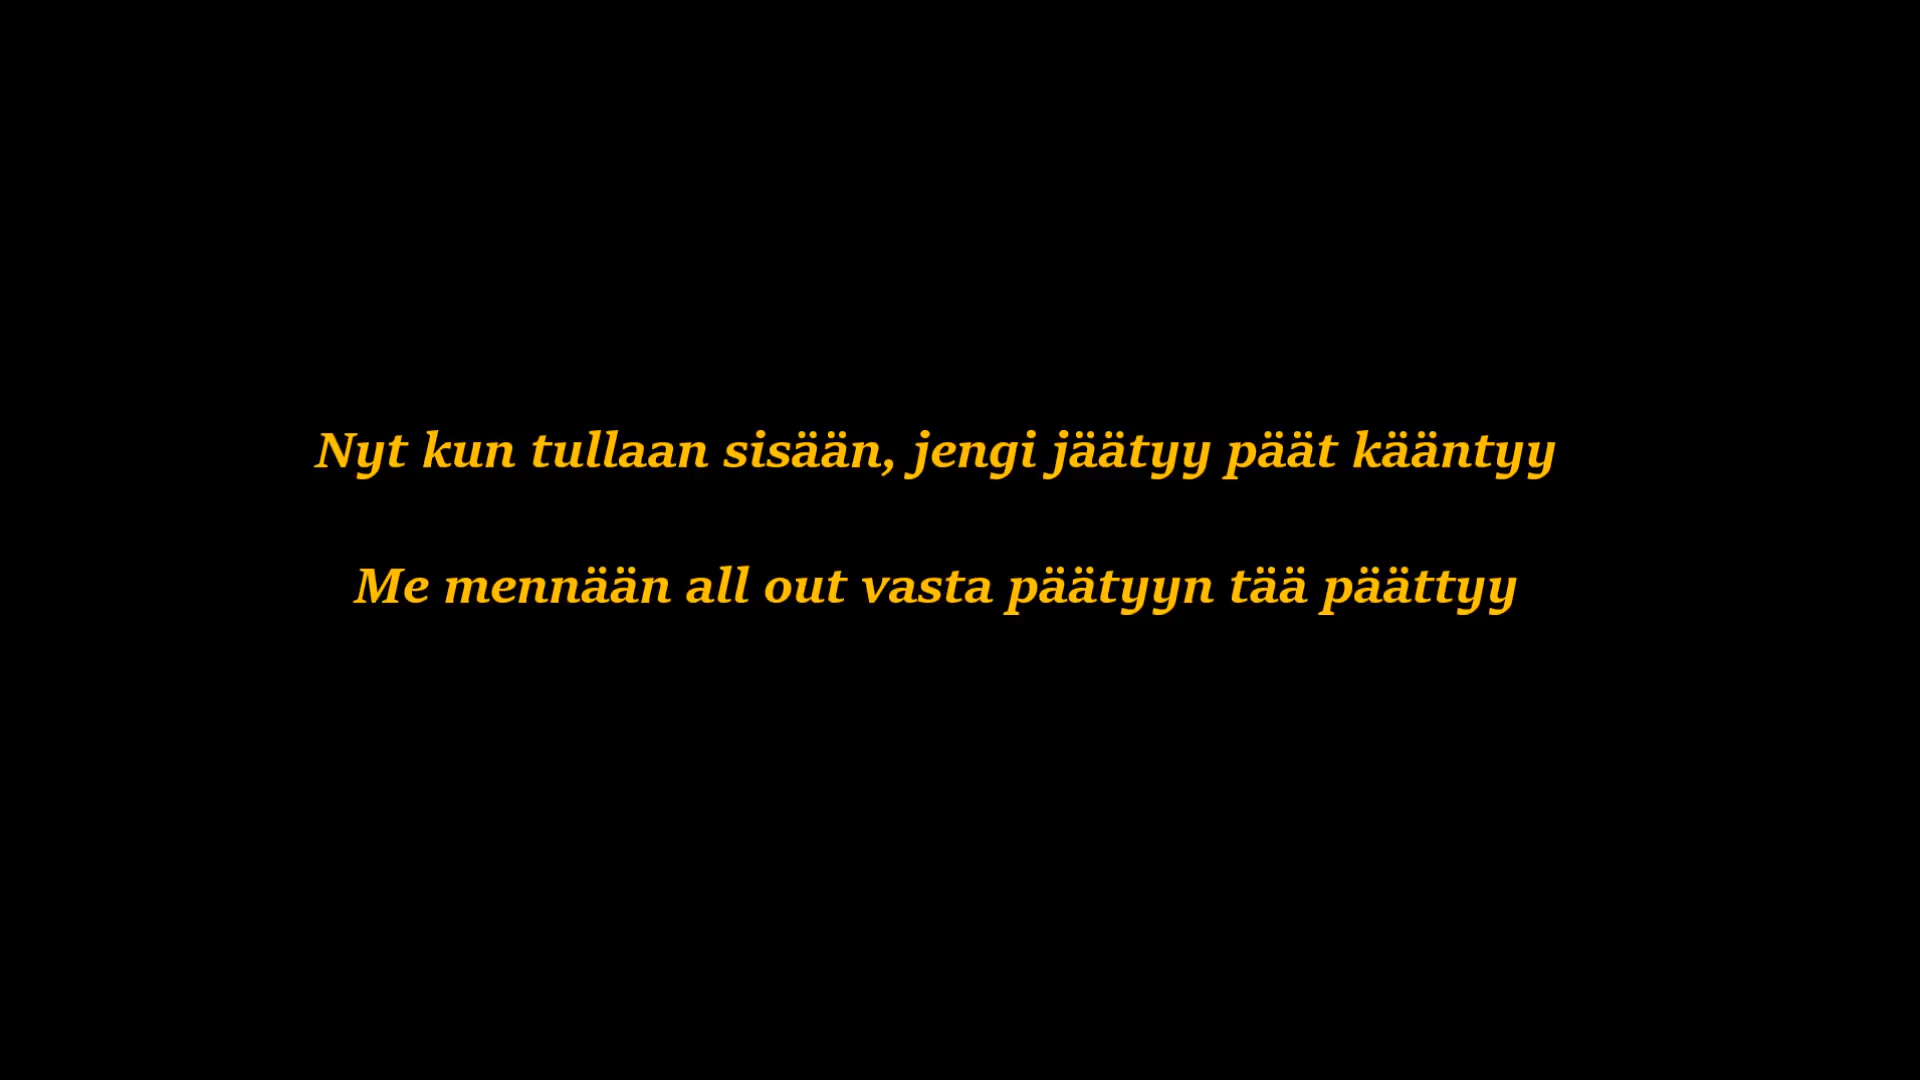 Nyt kun tullaan sisään, jengi jäätyy päät kääntyy
Me mennään all out vasta päätyyn tää päättyy